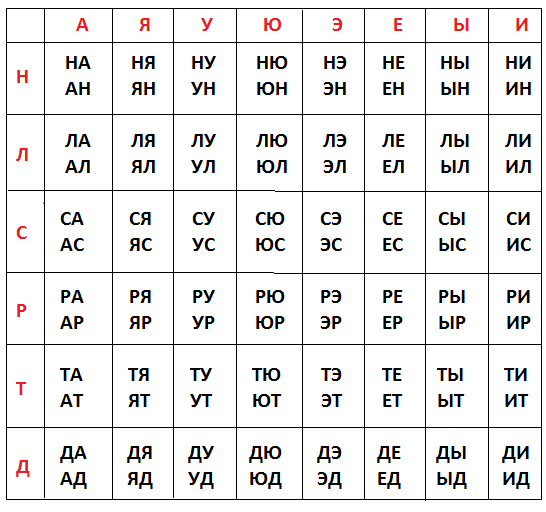 А Я У Ю Э Е Ы И
Н НА НЯ НУ НЮ НЭ НЕ НЫ НИ
АН ЯН УН ЮН ЭН ЕН ЫН ИН
Л ЛА ЛЯ ЛУ ЛЮ ЛЭ ЛЕ ЛЫ ЛИ
АЛ ЯЛ УЛ ЮЛ ЭЛ ЕЛ ЫЛ ИЛ
С СА СЯ СУ СЮ СЭ СЕ СЫ СИ
АС ЯС УС ЮС ЭС ЕС ЫС ИС
Р РА РЯ РУ РЮ РЭ РЕ РЫ РИ
АР ЯР УР ЮР ЭР ЕР ЫР ИР
Т ТА ТЯ ТУ ТЮ ТЭ ТЕ ТЫ ТИ
АТ ЯТ УТ ЮТ ЭТ ЕТ ЫТ ИТ
Д ДА ДЯ ДУ ДЮ ДЭ ДЕ ДЫ ДИ
АД ЯД УД ЮД ЭД ЕД ЫД ИД